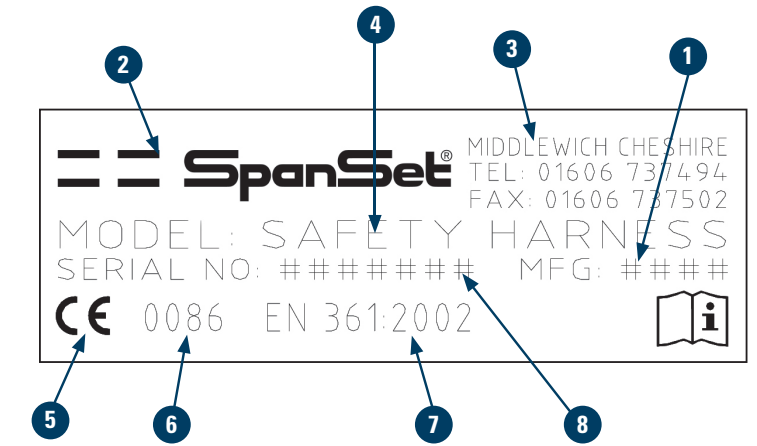 4
3
2
1
SpanSet®
MIDDLEWICH CHESHIRE
TEL: 01606 737494
FAX: 01606 737502
MODEL: SAFETY HARNESS
SERIAL NO: ####### MFG: ####
CE 0086 EN 361:2002 i
5
6
7
8